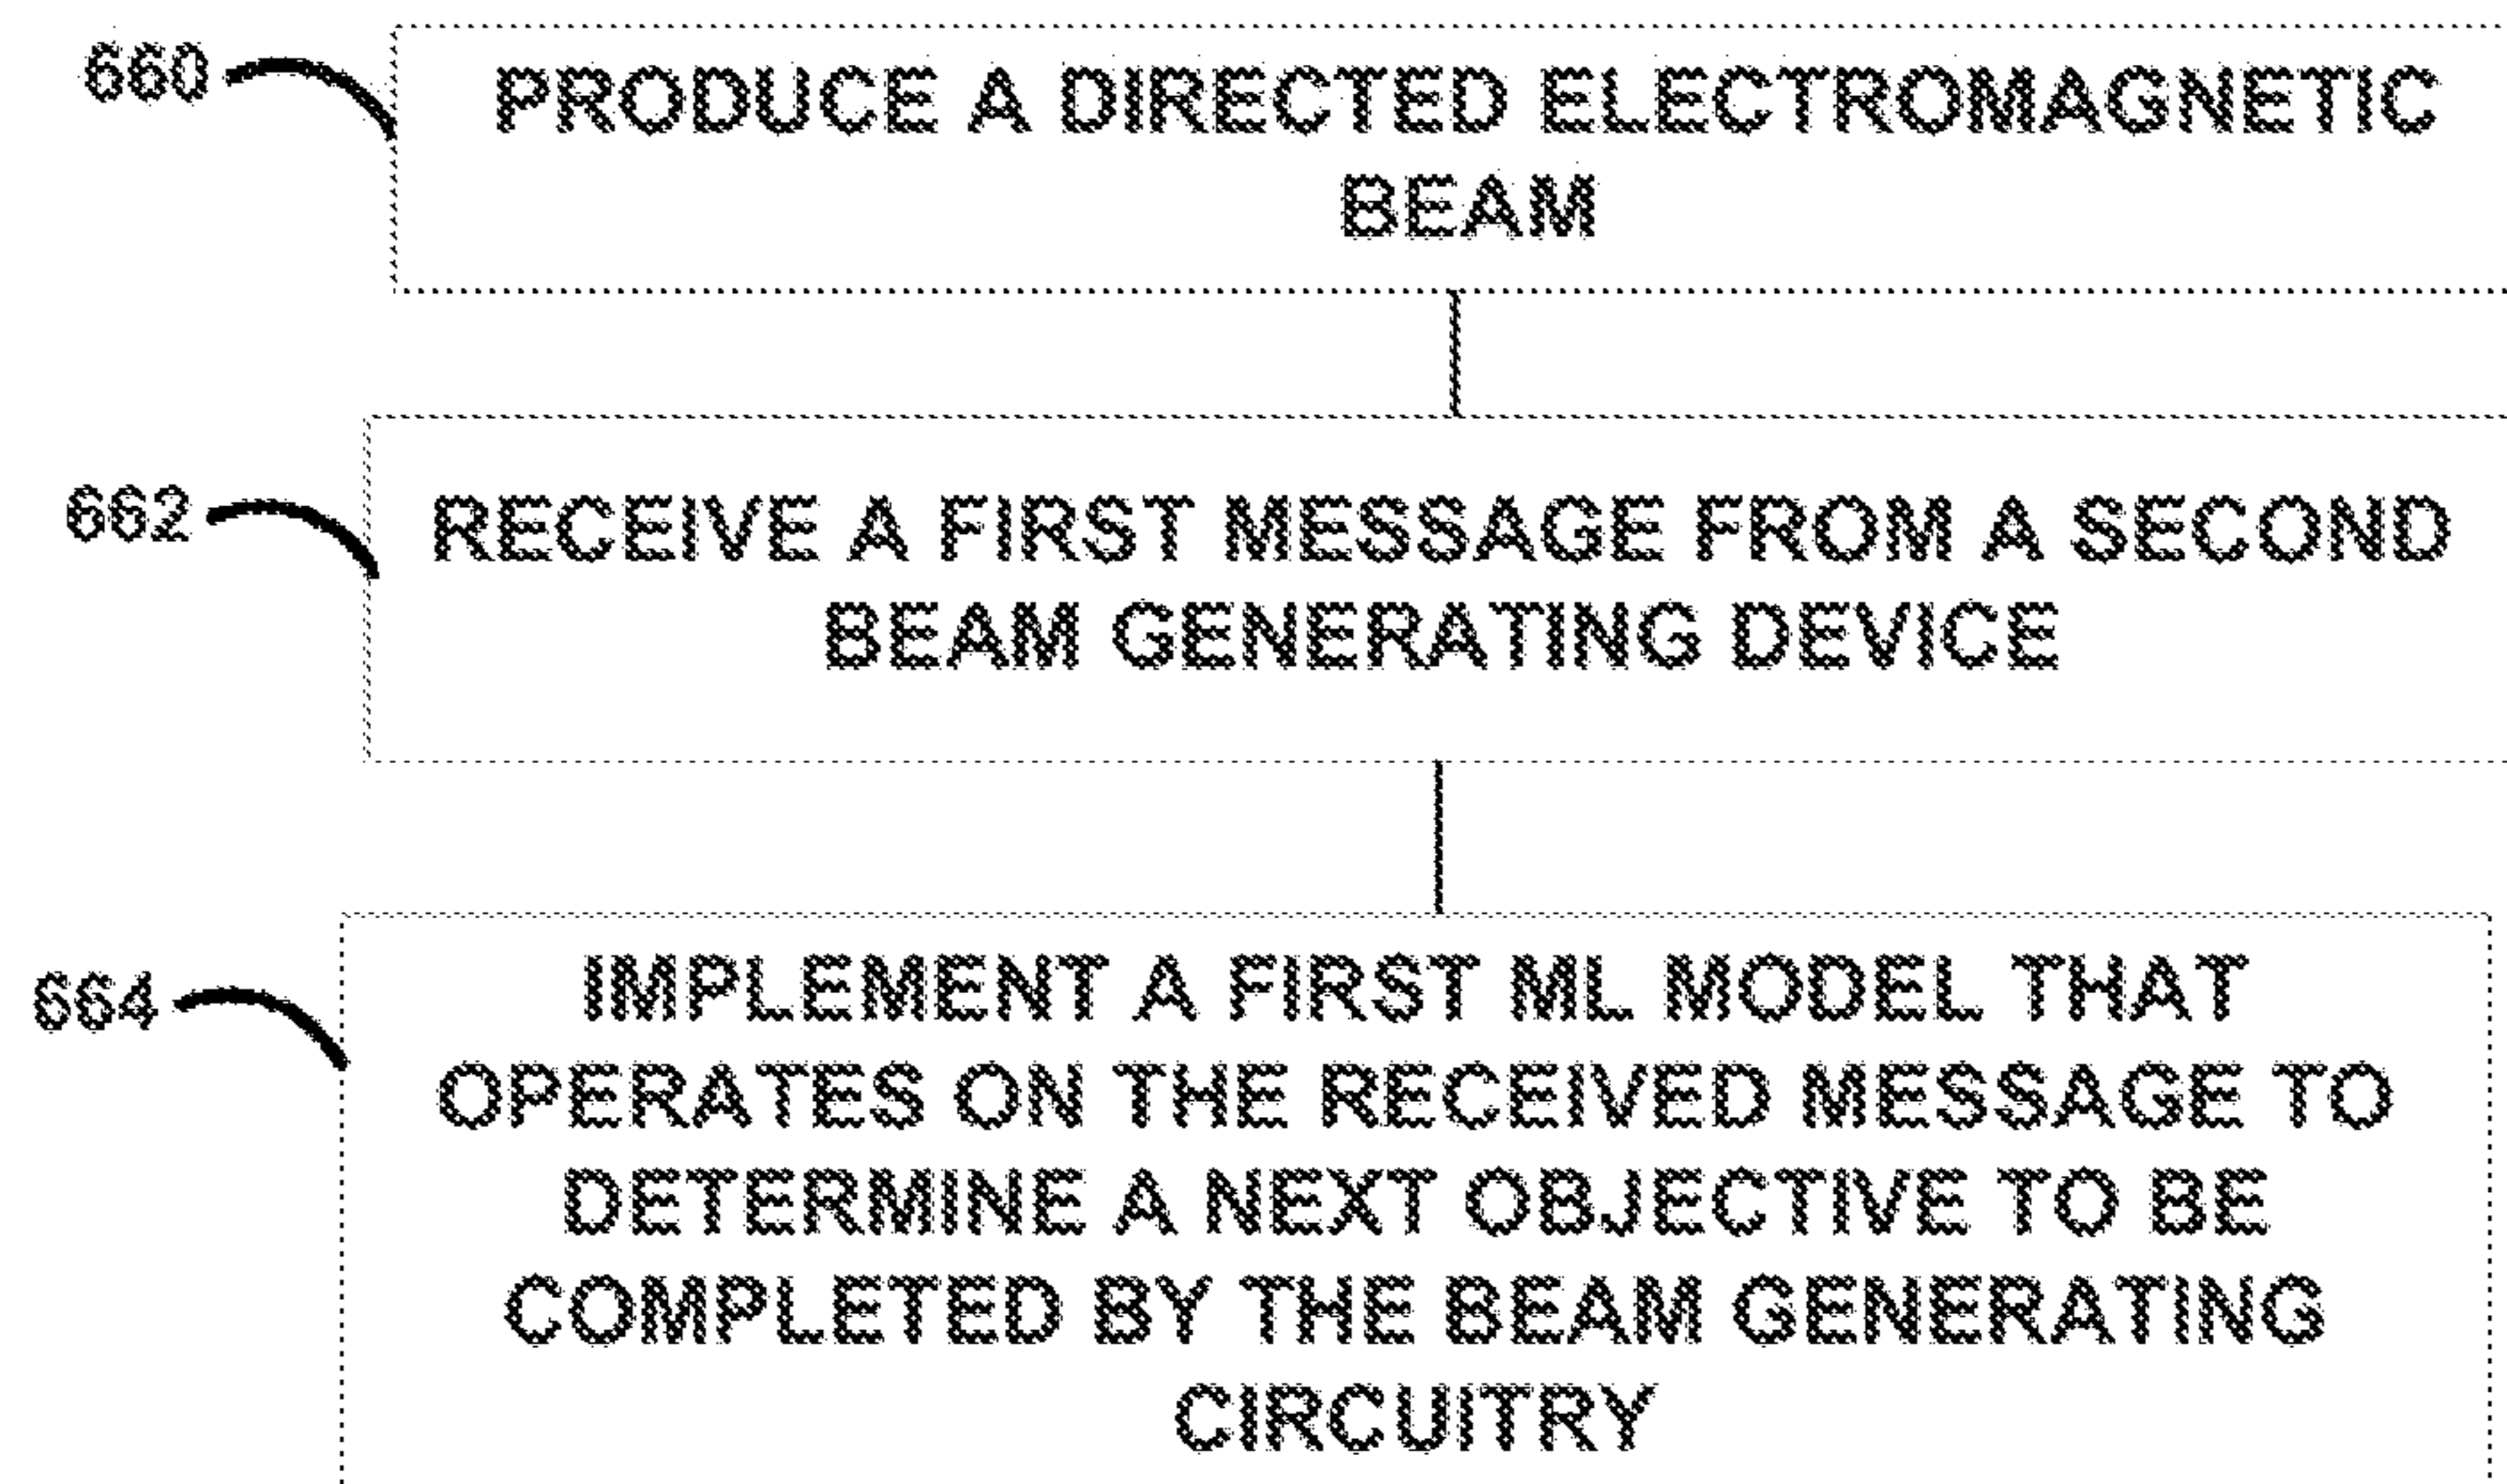 660
PRODUCE A DIRECTED ELECTROMAGNETIC
BEAM
662
RECEIVE A FIRST MESSAGE FROM A SECOND
BEAM GENERATING DEVICE
664
IMPLEMENT A FIRST ML MODEL THAT
OPERATES ON THE RECEIVED MESSAGE TO
DETERMINE A NEXT OBJECTIVE TO BE
COMPLETED BY THE BEAM GENERATING
CIRCUITRY